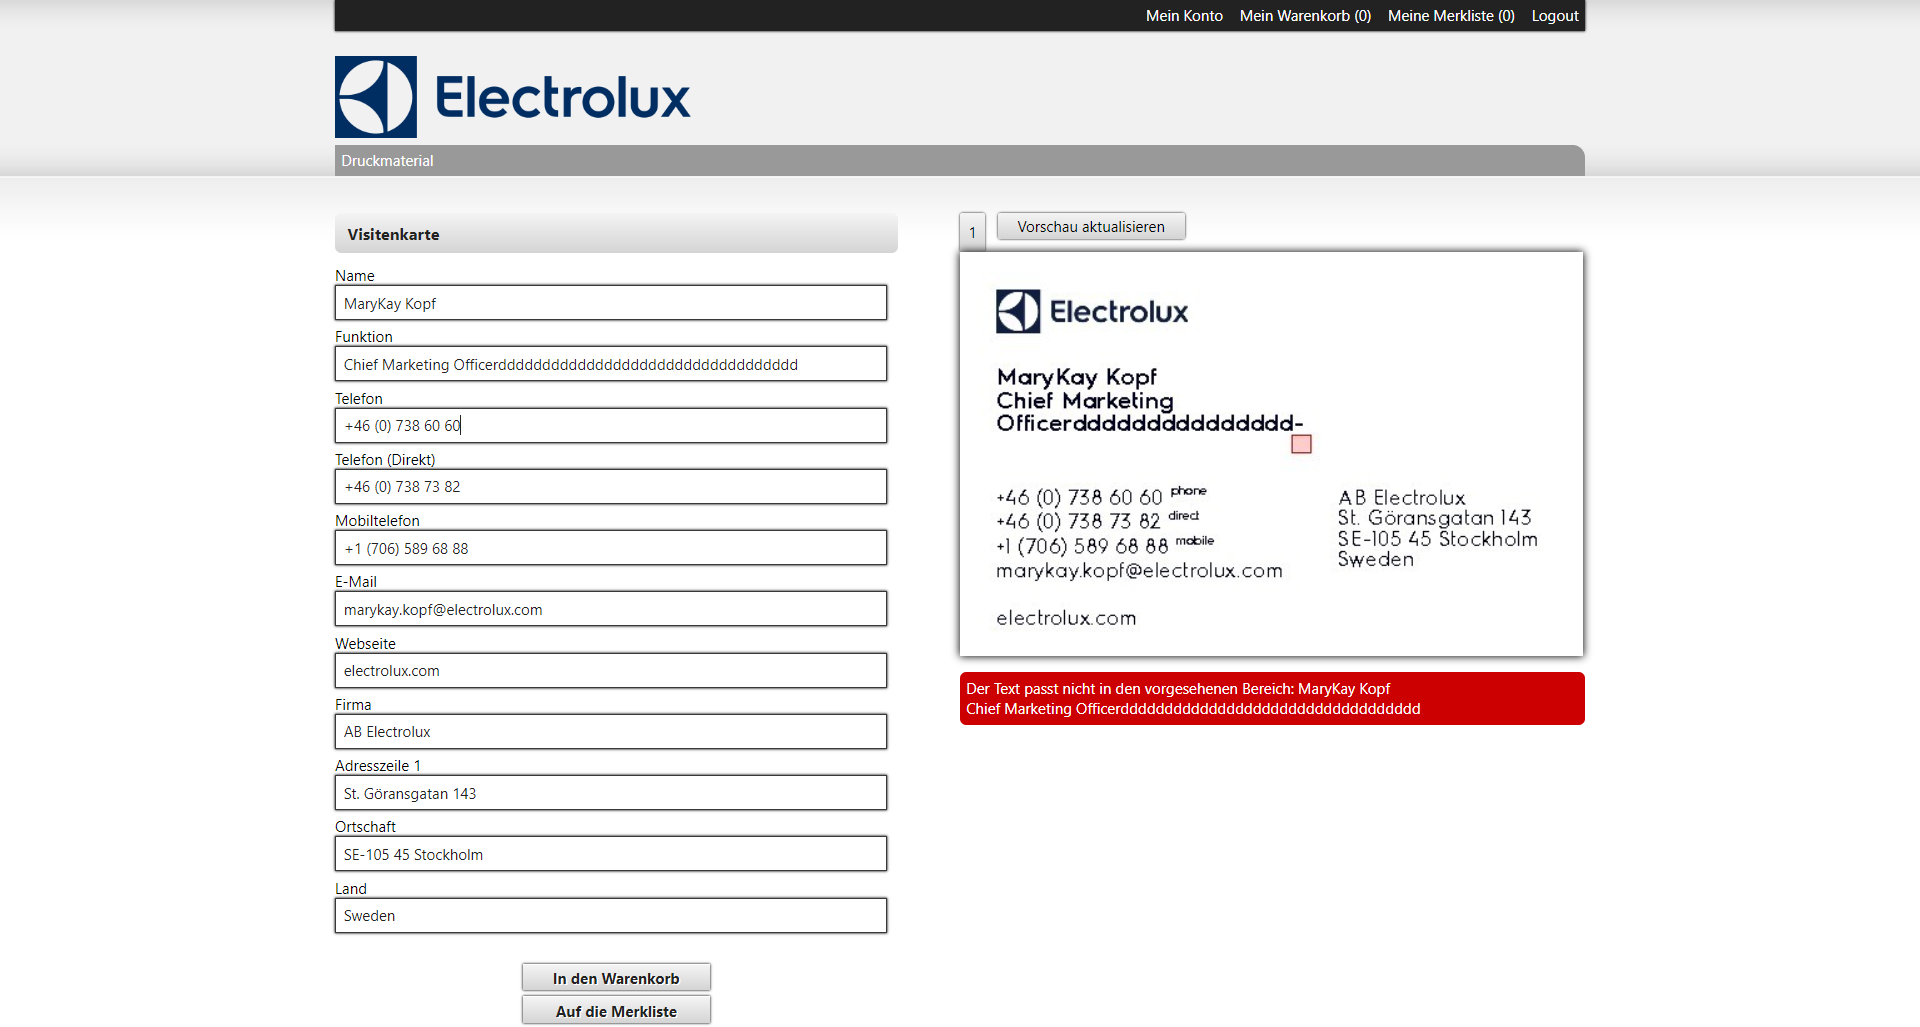 Mein Konto Mein Warenkorb (0) Meine Merkliste (0) Logout
Electrolux
Druckmaterial
Visitenkarte
Name
MaryKay Kopf
Funktion
Chief Marketing Officerdddddddddddddddddddddddddddddddddd
Telefon
+46 (0) 738 60 60
Telefon (Direkt)
+46 (0) 738 73 82
Mobiltelefon
+1 (706) 589 68 88
E-Mail
marykay.kopf@electrolux.com
Webseite
electrolux.com
Firma
AB Electrolux
Adresszeile 1
St. Göransgatan 143
Ortschaft
SE-105 45 Stockholm
Land
Sweden
In den Warenkorb
Auf die Merkliste
1 Vorschau aktualisieren
Electrolux
MaryKay Kopf
Chief Marketing
Officerddddddddddddddd-
+46 (0) 738 60 60 phone
+46 (0) 738 73 82 direct
+1 (706) 589 68 88 mobile
marykay.kopf@electrolux.com
electrolux.com
AB Electrolux
St. Göransgatan 143
SE-105 45 Stockholm
Sweden
Der Text passt nicht in den vorgesehenen Bereich: MaryKay Kopf
Chief Marketing Officerdddddddddddddddddddddddddddddddddd